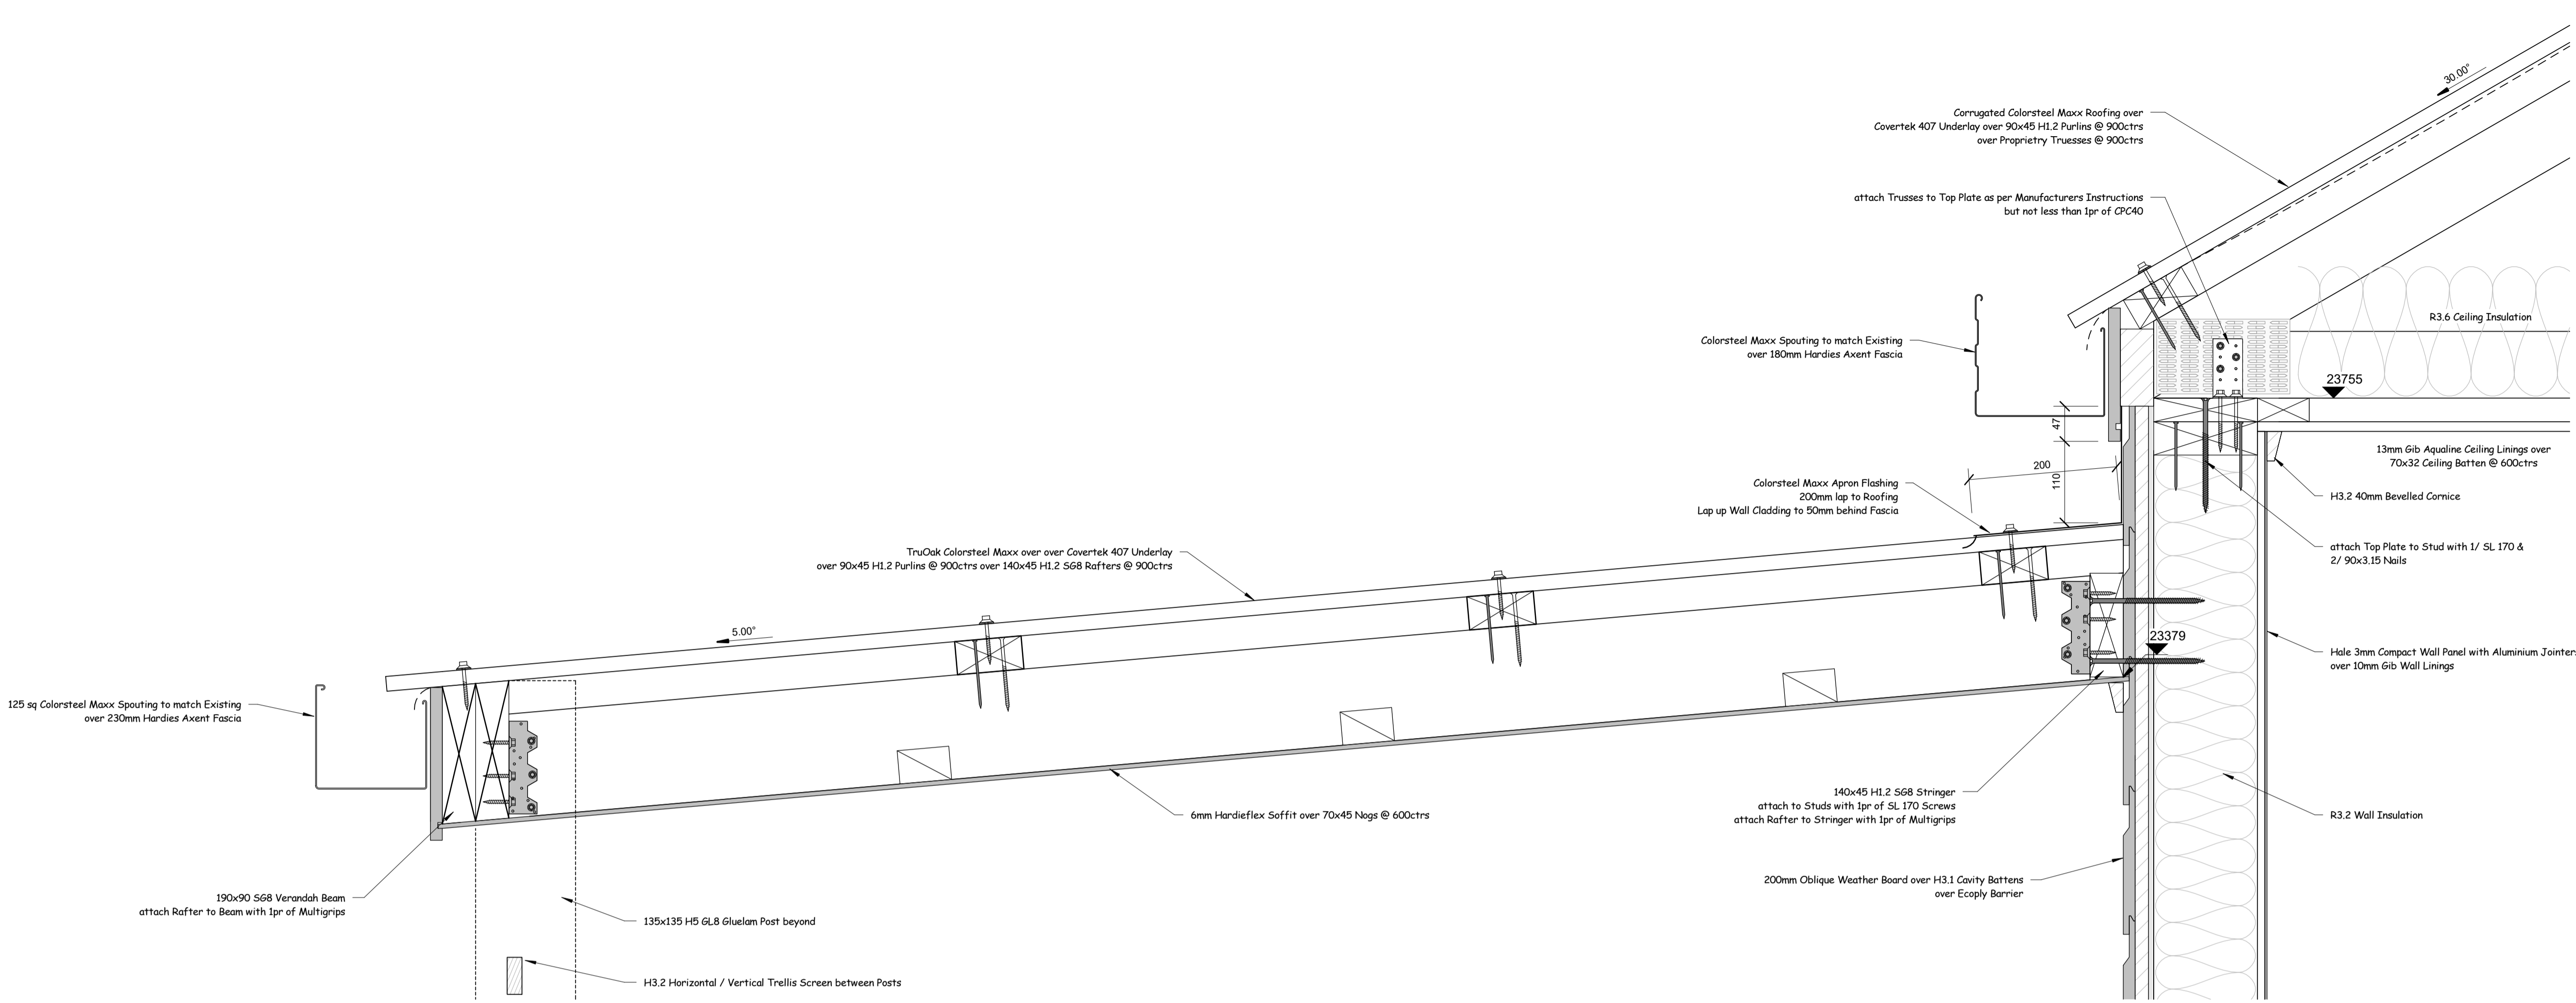 30.00°
Corrugated Colorsteel Maxx Roofing over
Covertek 407 Underlay over 90x45 H1.2 Purlins @ 900ctrs
over Proprietry Truesses @ 900ctrs
attach Trusses to Top Plate as per Manufacturers Instructions
but not less than 1pr of CPC40
R3.6 Ceiling Insulation
Colorsteel Maxx Spouting to match Existing
over 180mm Hardies Axent Fascia
23755
47
13mm Gib Aqualine Ceiling Linings over
70x32 Ceiling Batten @ 600ctrs
200
110
Colorsteel Maxx Apron Flashing
200mm lap to Roofing
Lap up Wall Cladding to 50mm behind Fascia
H3.2 40mm Bevelled Cornice
TruOak Colorsteel Maxx over over Covertek 407 Underlay
over 90x45 H1.2 Purlins @ 900ctrs over 140x45 H1.2 SG8 Rafters @ 900ctrs
attach Top Plate to Stud with 1/ SL 170 &
2/ 90x3.15 Nails
5.00°
23379
Hale 3mm Compact Wall Panel with Aluminium Jointers
over 10mm Gib Wall Linings
125 sq Colorsteel Maxx Spouting to match Existing
over 230mm Hardies Axent Fascia
6mm Hardieflex Soffit over 70x45 Nogs @ 600ctrs
140x45 H1.2 SG8 Stringer
attach to Studs with 1pr of SL 170 Screws
attach Rafter to Stringer with 1pr of Multigrips
R3.2 Wall Insulation
200mm Oblique Weather Board over H3.1 Cavity Battens
over Ecoply Barrier
190x90 SG8 Verandah Beam
attach Rafter to Beam with 1pr of Multigrips
135x135 H5 GL8 Gluelam Post beyond
H3.2 Horizontal / Vertical Trellis Screen between Posts